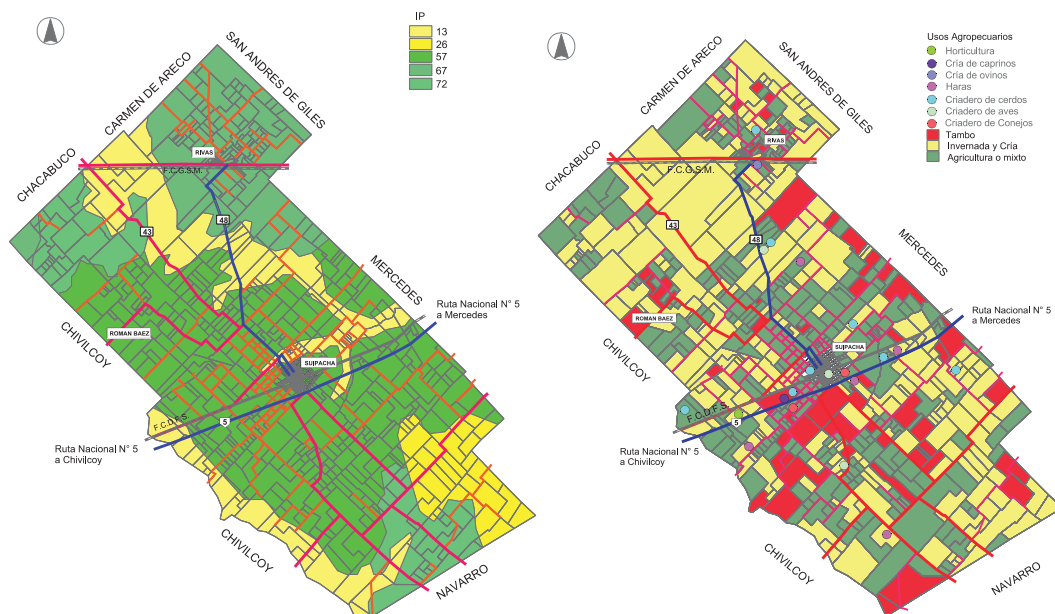 IP
13
26
57
67
72
SAN ANDRES DE GILES
CARMEN DE ARECO
CHACABUCO
RIVAS
F.C.G.S.M.
43
48
MERCEDES
Ruta Nacional N° 5
a Mercedes
ROMAN BAEZ
CHIVILCOY
SUIPACHA
F.C.D.F.S.
5
Ruta Nacional N° 5
a Chivilcoy
CHIVILCOY
NAVARRO
Usos Agropecuarios
Horticultura
Cría de caprinos
Cría de ovinos
Haras
Criadero de cerdos
Criadero de aves
Criadero de Conejos
Tambo
Invernada y Cría
Agricultura o mixto
SAN ANDRES DE GILES
CARMEN DE ARECO
CHACABUCO
RIVAS
F.C.G.S.M.
43
48
MERCEDES
Ruta Nacional N° 5
a Mercedes
ROMAN BAEZ
CHIVILCOY
SUIPACHA
F.C.D.F.S.
5
Ruta Nacional N° 5
a Chivilcoy
CHIVILCOY
NAVARRO